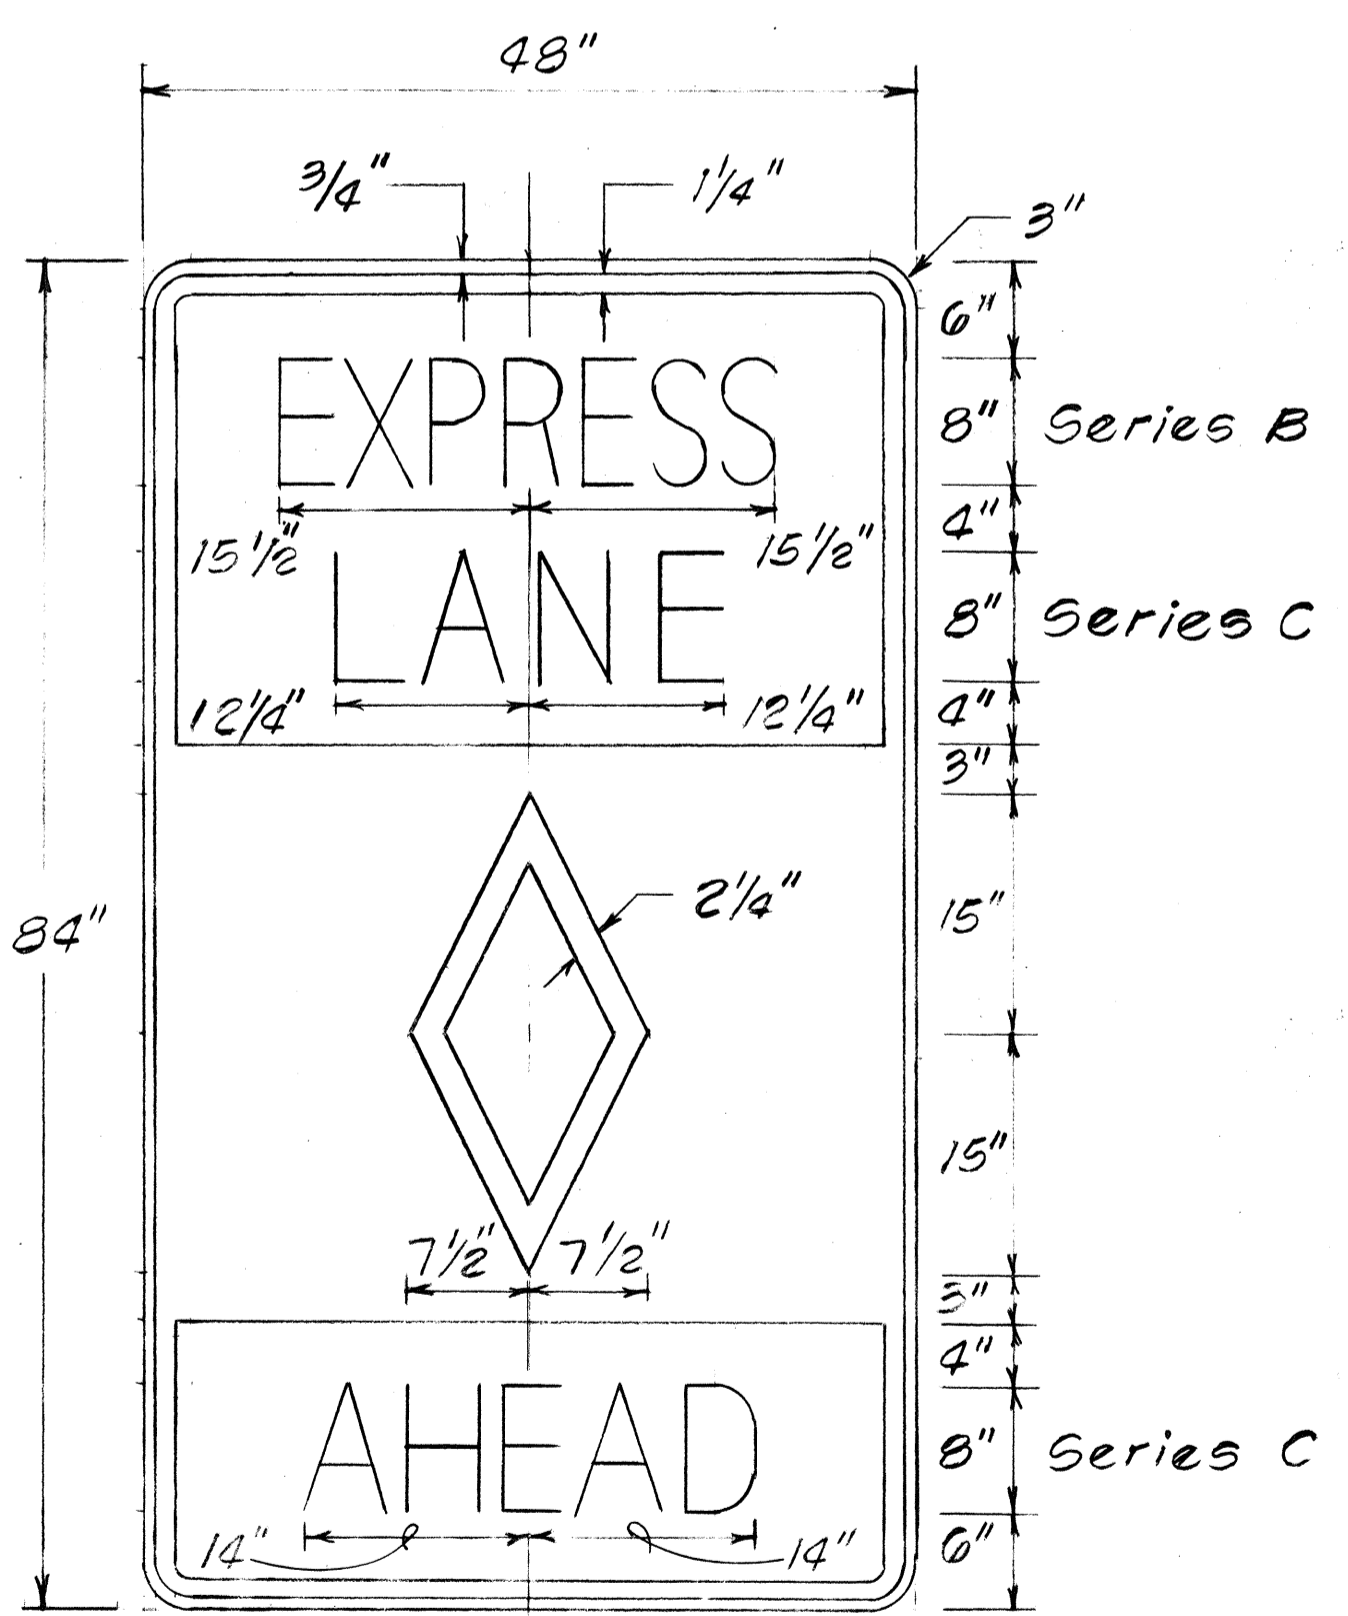 48"
3/4" 1 1/4" 3"
6"
EXPRESS 8" Series B
15 1/2" 15 1/2" 4"
LANE 8" Series C
12 1/4" 12 1/4" 4"
3"
2 1/4" 15"
84"
15"
7 1/2" 7 1/2"
3"
4"
AHEAD 8" Series C
14" 14" 6"